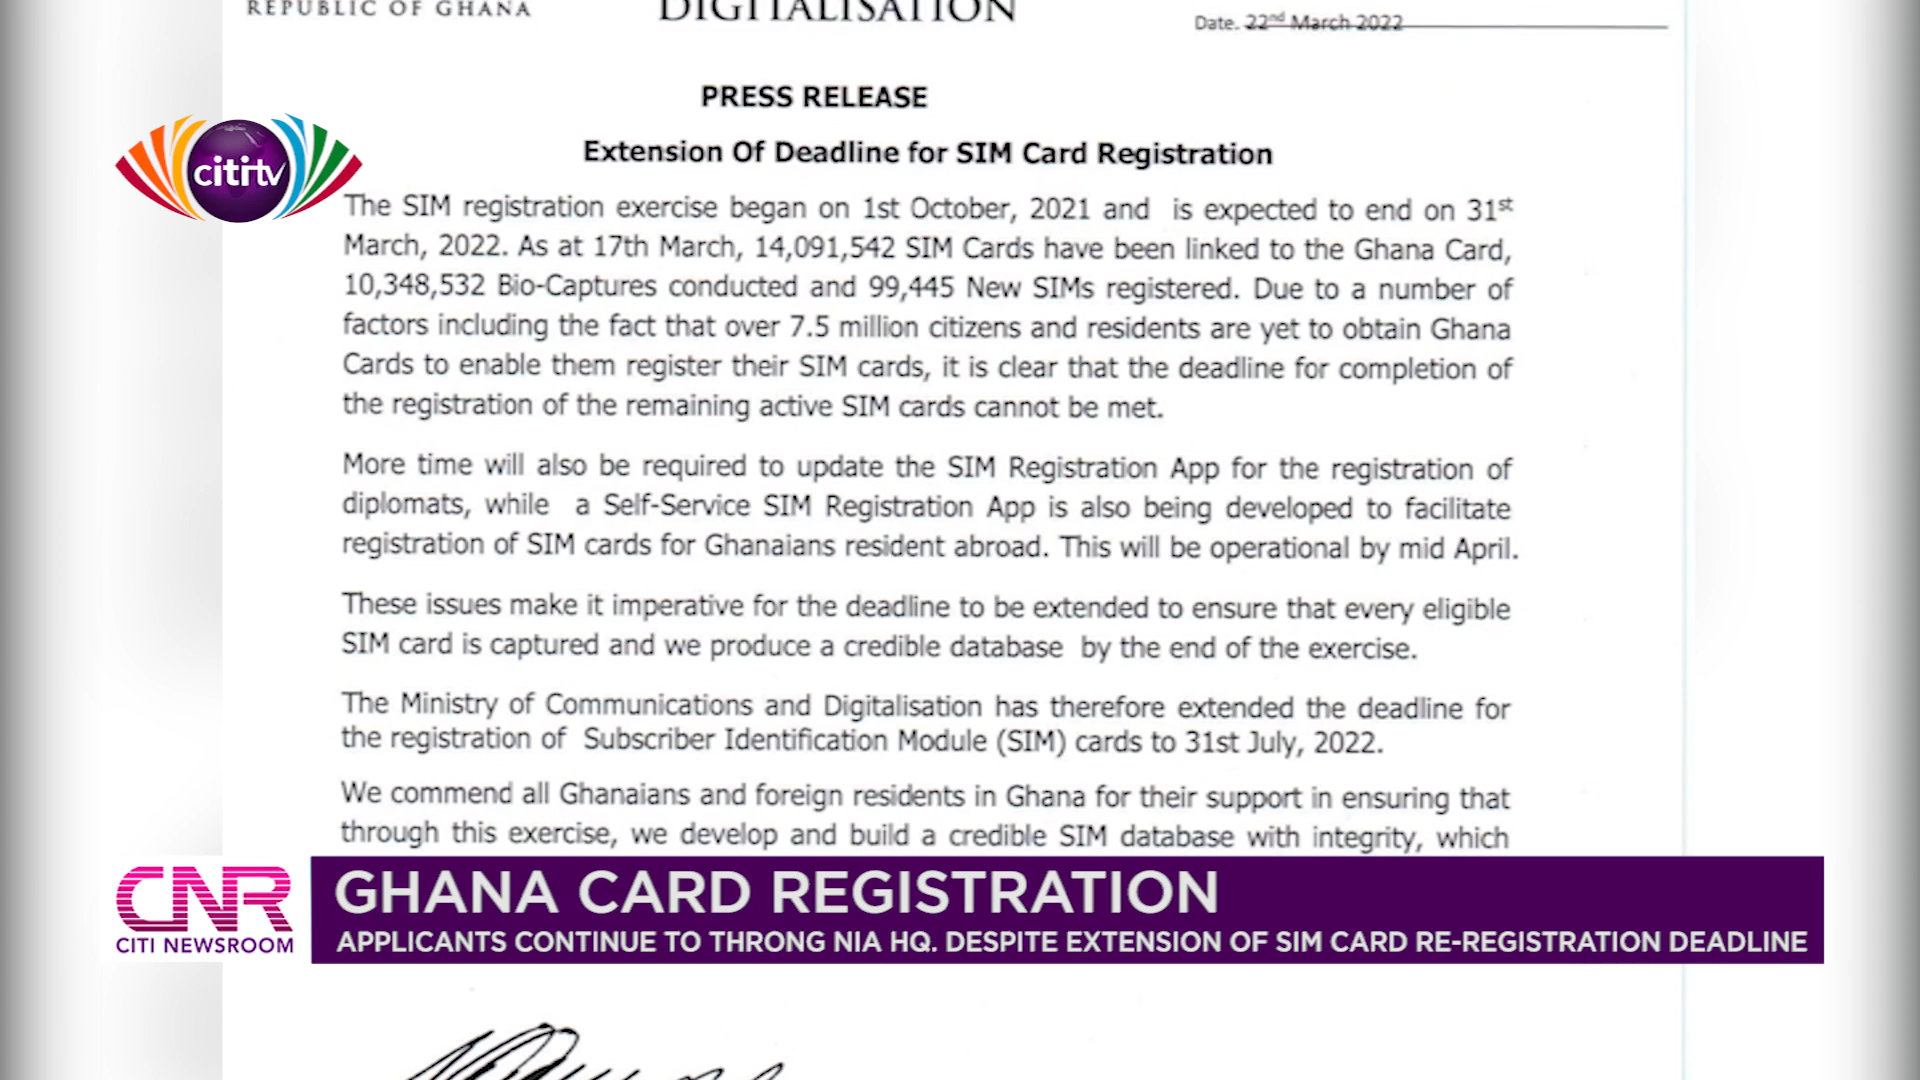 REPUBLIC OF GHANA
DIGITALISATION
Date. 22nd March 2022
PRESS RELEASE
Extension Of Deadline for SIM Card Registration
cititv
The SIM registration exercise began on 1st October, 2021 and is expected to end on 31st
March, 2022. As at 17th March, 14,091,542 SIM Cards have been linked to the Ghana Card,
10,348,532 Bio-Captures conducted and 99,445 New SIMs registered. Due to a number of
factors including the fact that over 7.5 million citizens and residents are yet to obtain Ghana
Cards to enable them register their SIM cards, it is clear that the deadline for completion of
the registration of the remaining active SIM cards cannot be met.
More time will also be required to update the SIM Registration App for the registration of
diplomats, while a Self-Service SIM Registration App is also being developed to facilitate
registration of SIM cards for Ghanaians resident abroad. This will be operational by mid April.
These issues make it imperative for the deadline to be extended to ensure that every eligible
SIM card is captured and we produce a credible database by the end of the exercise.
The Ministry of Communications and Digitalisation has therefore extended the deadline for
the registration of Subscriber Identification Module (SIM) cards to 31st July, 2022.
We commend all Ghanaians and foreign residents in Ghana for their support in ensuring that
through this exercise, we develop and build a credible SIM database with integrity, which
CNR
CITI NEWSROOM
GHANA CARD REGISTRATION
APPLICANTS CONTINUE TO THRONG NIA HQ. DESPITE EXTENSION OF SIM CARD RE-REGISTRATION DEADLINE